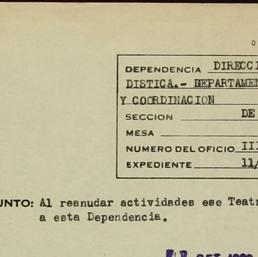 DEPENDENCIA DIRECCI
DISTICA.- DEPARTAMEN
Y COORDINACION
SECCION DE
MESA
NUMERO DEL OFICIO III
EXPEDIENTE 11/
UNTO: Al reanudar actividades ese Teatr
a esta Dependencia.